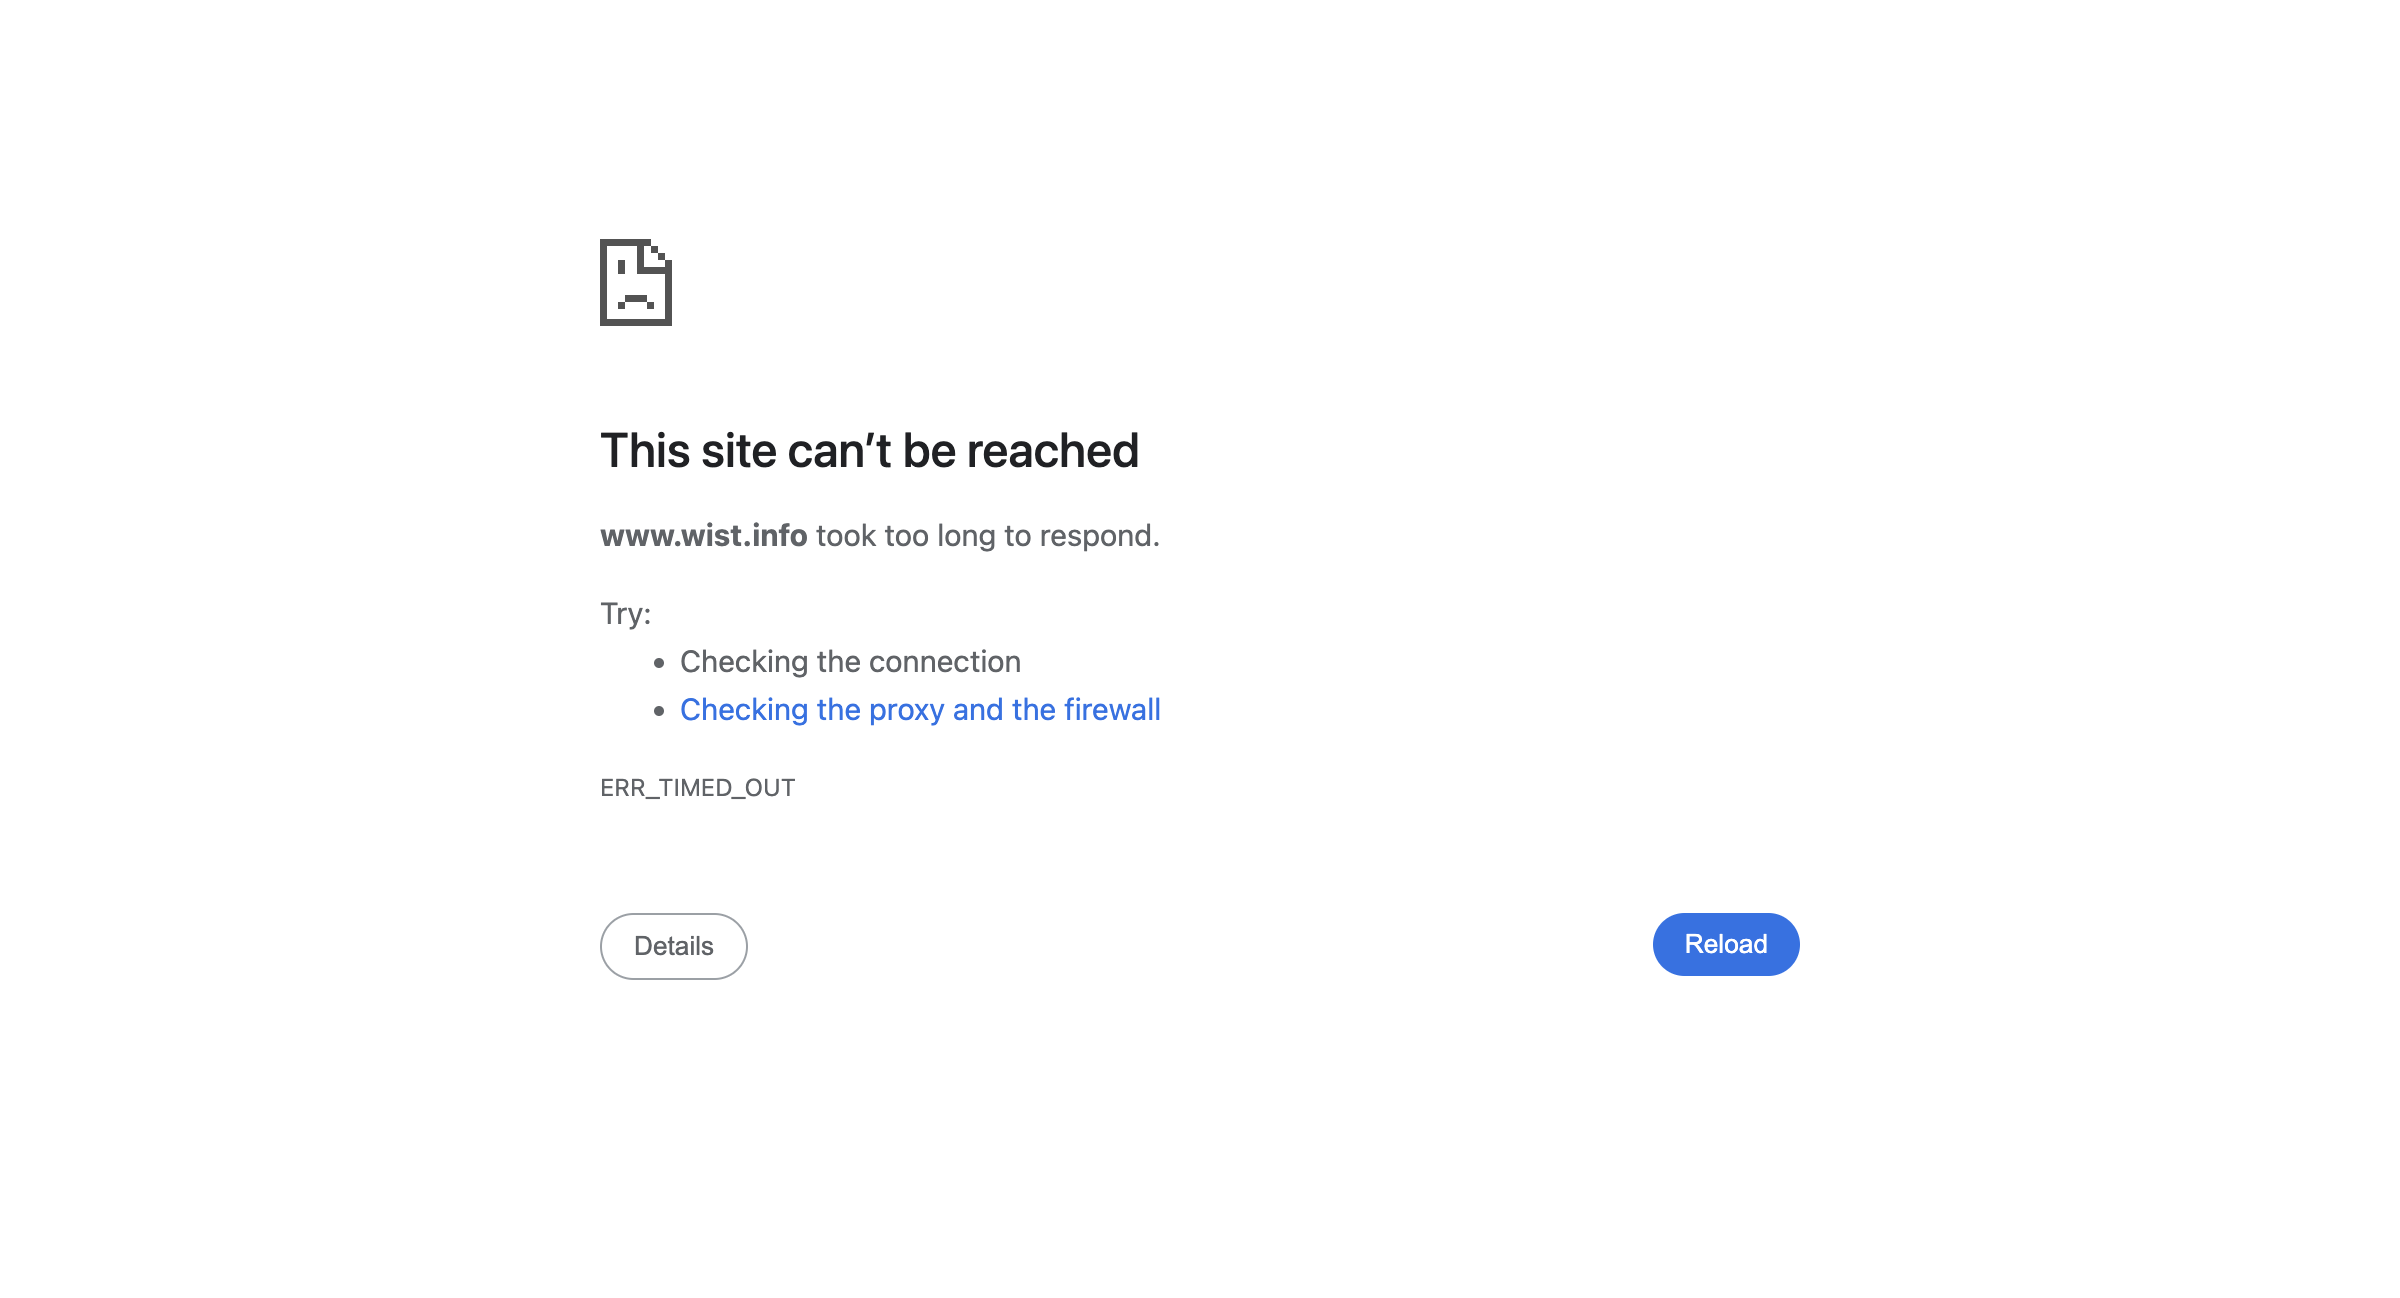 This site can’t be reached
www.wist.info took too long to respond.
Try:
Checking the connection
Checking the proxy and the firewall
ERR_TIMED_OUT
Details
Reload